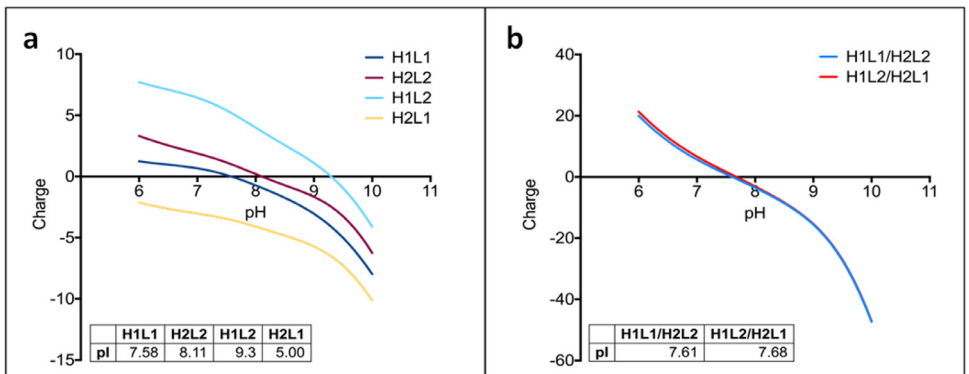 a
10
5
0
-5
-10
-15
Charge
6 7 8 9 10 11
pH
H1L1
H2L2
H1L2
H2L1
H1L1 H2L2 H1L2 H2L1
pI 7.58 8.11 9.3 5.00
b
40
20
0
-20
-40
-60
Charge
6 7 8 9 10 11
pH
H1L1/H2L2
H1L2/H2L1
H1L1/H2L2 H1L2/H2L1
pI 7.61 7.68